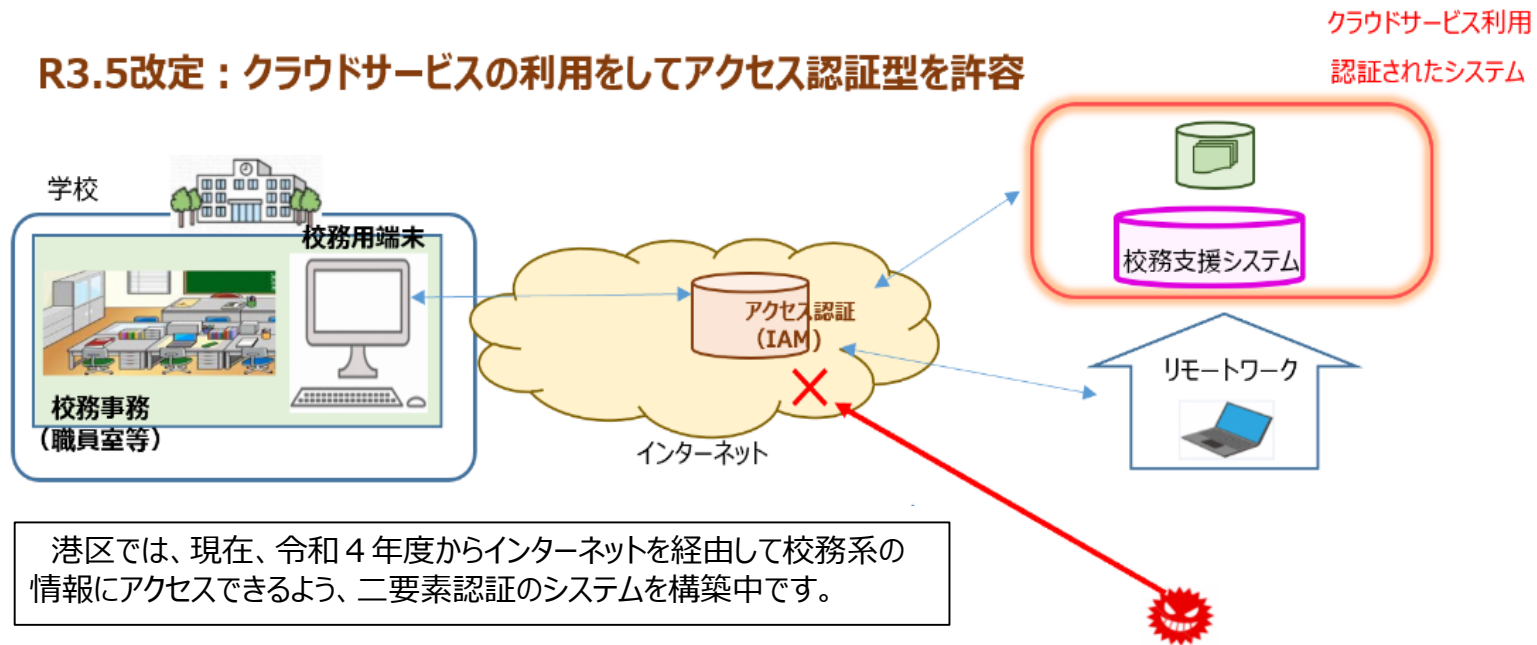 クラウドサービス利用
認証されたシステム
R3.5改定：クラウドサービスの利用をしてアクセス認証型を許容
学校
校務用端末
校務事務
（職員室等）
アクセス認証
（IAM）
インターネット
校務支援システム
リモートワーク
港区では、現在、令和４年度からインターネットを経由して校務系の
情報にアクセスできるよう、二要素認証のシステムを構築中です。